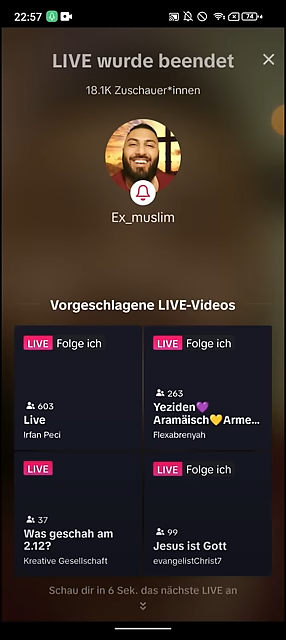 22:57
74
LIVE wurde beendet
18.1K Zuschauer*innen
Ex_muslim
Vorgeschlagene LIVE-Videos
LIVE Folge ich
603
Live
Irfan Peci
LIVE Folge ich
263
Yeziden💜
Aramäisch💛Arme...
Flexabrenyah
LIVE
37
Was geschah am
2.12?
Kreative Gesellschaft
LIVE Folge ich
99
Jesus ist Gott
evangelistChrist7
Schau dir in 6 Sek. das nächste LIVE an